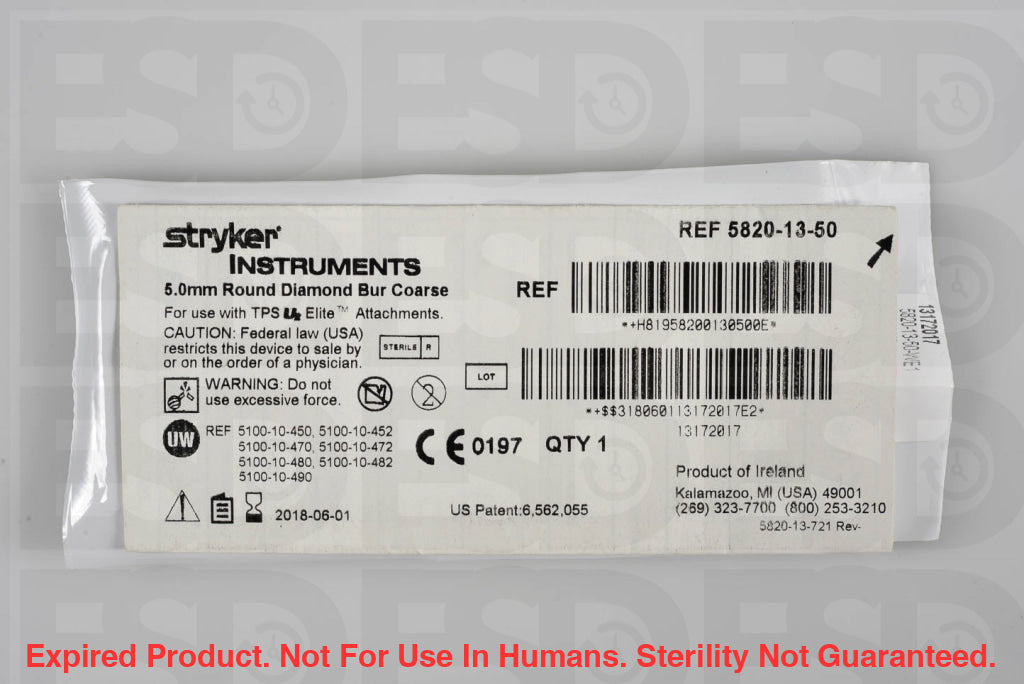 stryker®
INSTRUMENTS
5.0mm Round Diamond Bur Coarse
For use with TPS Elite™ Attachments.
CAUTION: Federal law (USA)
restricts this device to sale by
or on the order of a physician.
STERILE R
WARNING: Do not
use excessive force.
2
UW
REF 5100-10-450, 5100-10-452
5100-10-470, 5100-10-472
5100-10-480, 5100-10-482
5100-10-490
2018-06-01
REF 5820-13-50
REF
*+H81958200130500E*
LOT
*+$$318060113172017E2*
13172017
CE 0197 QTY 1
US Patent:6,562,055
Product of Ireland
Kalamazoo, MI (USA) 49001
(269) 323-7700 (800) 253-3210
5820-13-721 Rev-
13172017
ESD
Expired Product. Not For Use In Humans. Sterility Not Guaranteed.